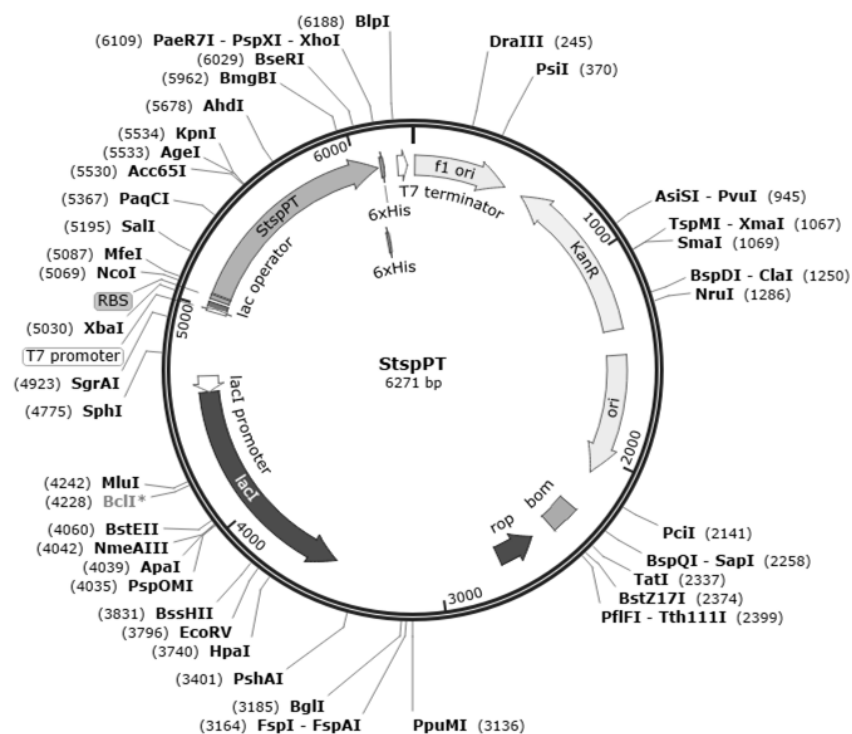 (6188) BlpI
(6109) PaeR7I - PspXI - XhoI
(6029) BseRI
(5962) BmgBI
(5678) AhdI
(5534) KpnI
(5533) AgeI
(5530) Acc65I
(5367) PaqCI
(5195) SalI
(5087) MfeI
(5069) NcoI
RBS
(5030) XbaI
T7 promoter
(4923) SgrAI
(4775) SphI
(4242) MluI
(4228) BclI*
(4060) BstEII
(4042) NmeAIII
(4039) ApaI
(4035) PspOMI
(3831) BssHII
(3796) EcoRV
(3740) HpaI
(3401) PshAI
(3185) BglI
(3164) FspI - FspAI
DraIII (245)
PsiI (370)
AsiSI - PvuI (945)
TspMI - XmaI (1067)
SmaI (1069)
BspDI - ClaI (1250)
NruI (1286)
PciI (2141)
BspQI - SapI (2258)
TatI (2337)
BstZ17I (2374)
PflFI - Tth111I (2399)
PpuMI (3136)
1000
2000
3000
4000
5000
6000
f1 ori
T7 terminator
6xHis
6xHis
KanR
ori
bom
rop
lacI
lacI promoter
lac operator
StspPT
StspPT
6271 bp